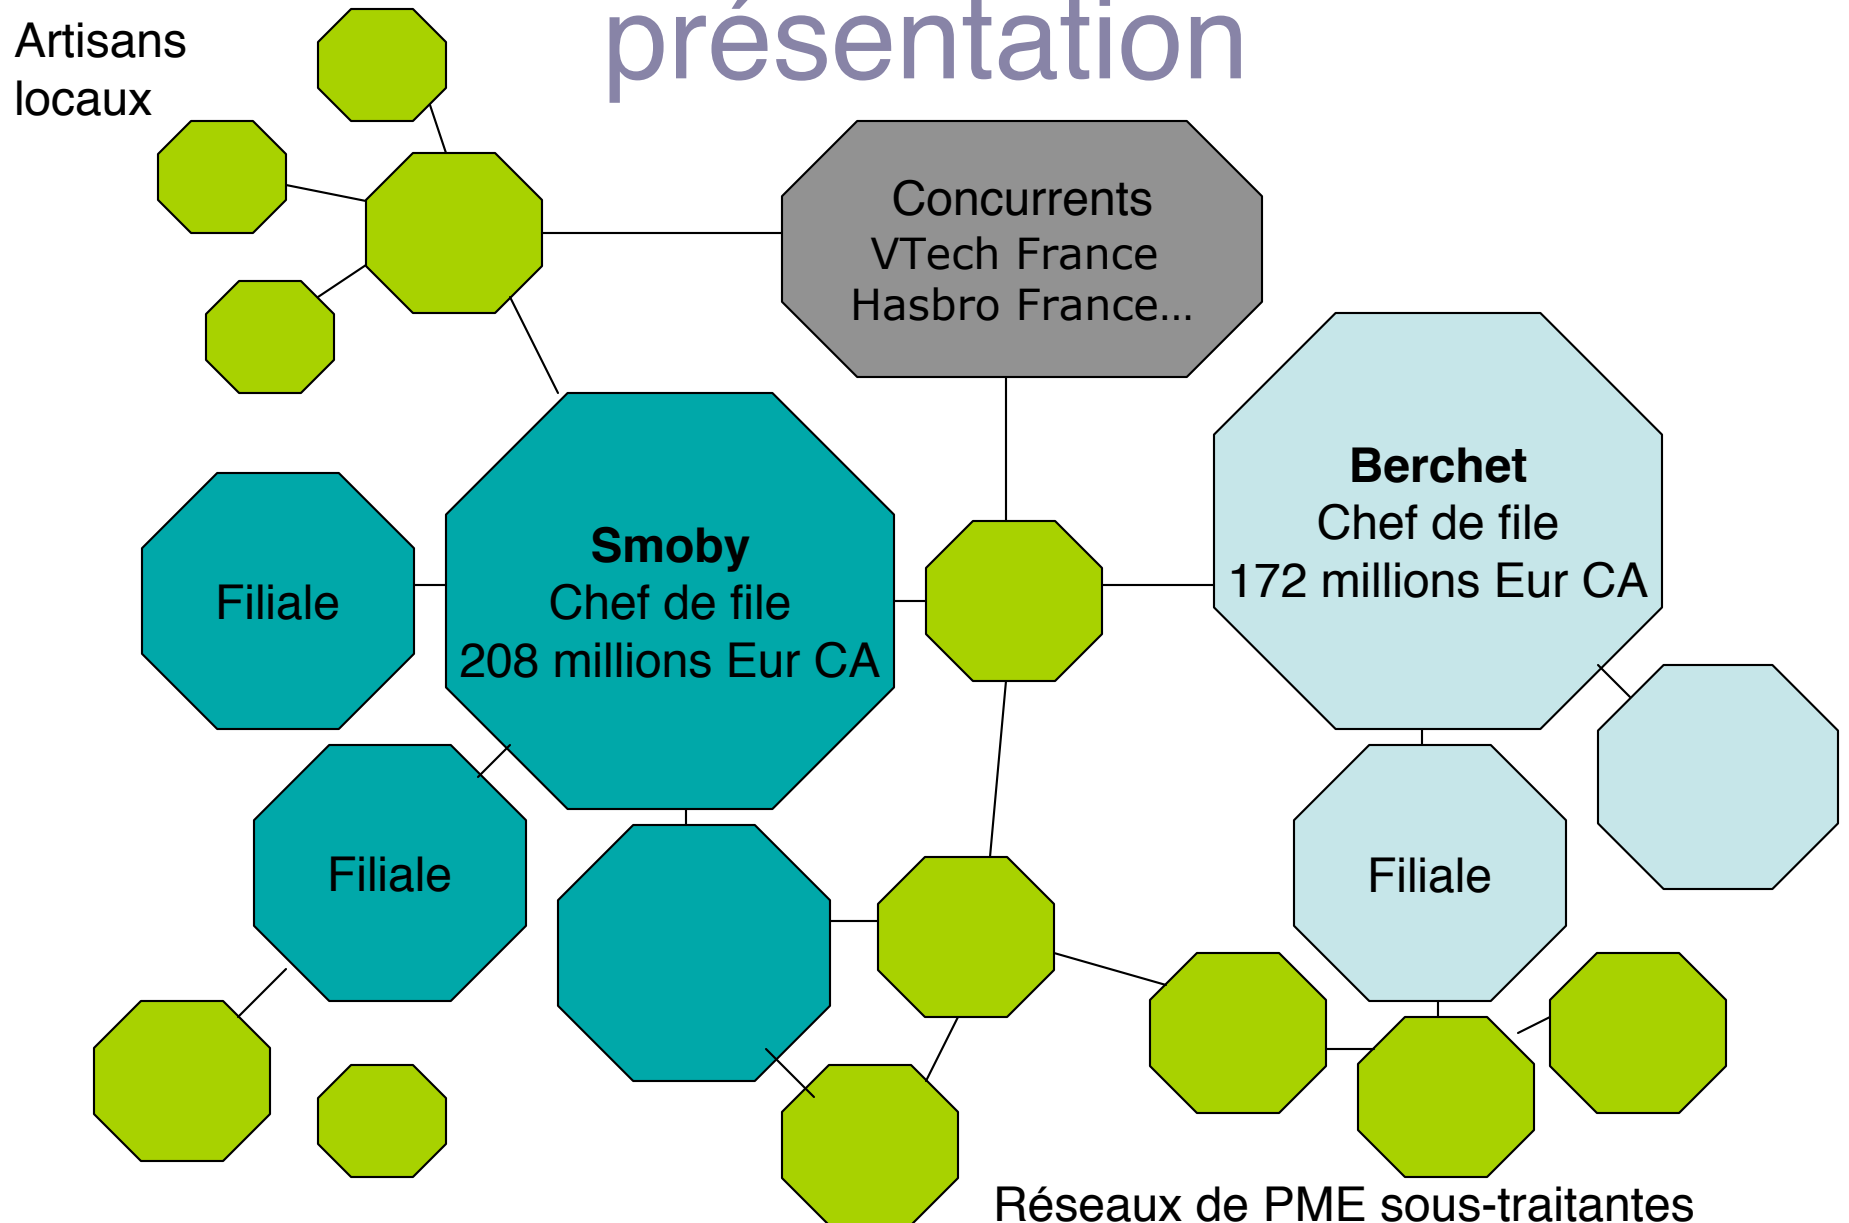 présentation
Artisans
locaux
Concurrents
VTech France
Hasbro France…
Berchet
Chef de file
172 millions Eur CA
Smoby
Chef de file
208 millions Eur CA
Filiale
Filiale
Filiale
Réseaux de PME sous-traitantes